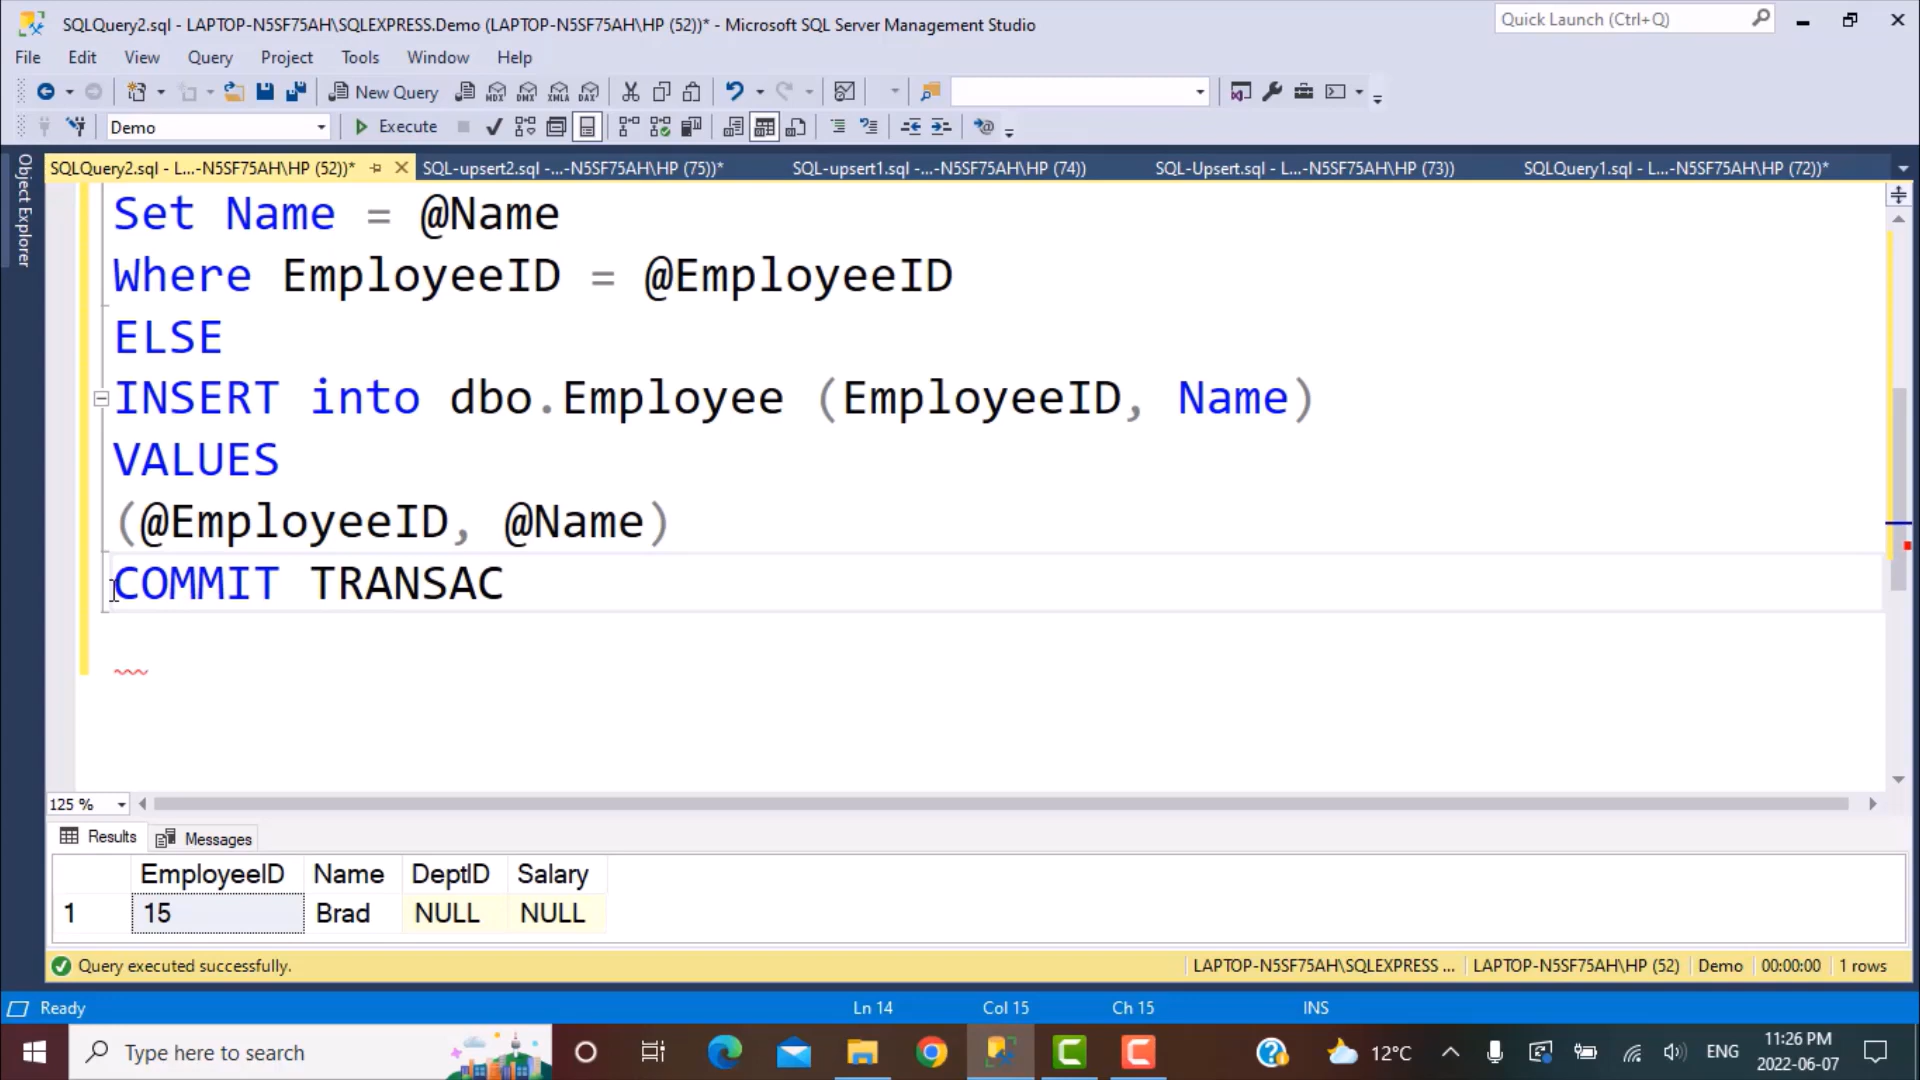 SQLQuery2.sql - LAPTOP-N5SF75AH\SQLEXPRESS.Demo (LAPTOP-N5SF75AH\HP (52))* - Microsoft SQL Server Management Studio
Quick Launch (Ctrl+Q)
File Edit View Query Project Tools Window Help
New Query
MDX DMX XMLA DAX
Demo
Execute
SQLQuery2.sql - L...-N5SF75AH\HP (52))*
SQL-upsert2.sql -...-N5SF75AH\HP (75))*
SQL-upsert1.sql -...-N5SF75AH\HP (74))
SQL-Upsert.sql - L...-N5SF75AH\HP (73))
SQLQuery1.sql - L...-N5SF75AH\HP (72))*
Object Explorer
Set Name = @Name
Where EmployeeID = @EmployeeID
ELSE
INSERT into dbo.Employee (EmployeeID, Name)
VALUES
(@EmployeeID, @Name)
COMMIT TRANSAC
125 %
Results Messages
EmployeeID Name DeptID Salary
1 15 Brad NULL NULL
Query executed successfully.
LAPTOP-N5SF75AH\SQLEXPRESS ... LAPTOP-N5SF75AH\HP (52) Demo 00:00:00 1 rows
Ready Ln 14 Col 15 Ch 15 INS
Type here to search
12°C
ENG
11:26 PM
2022-06-07